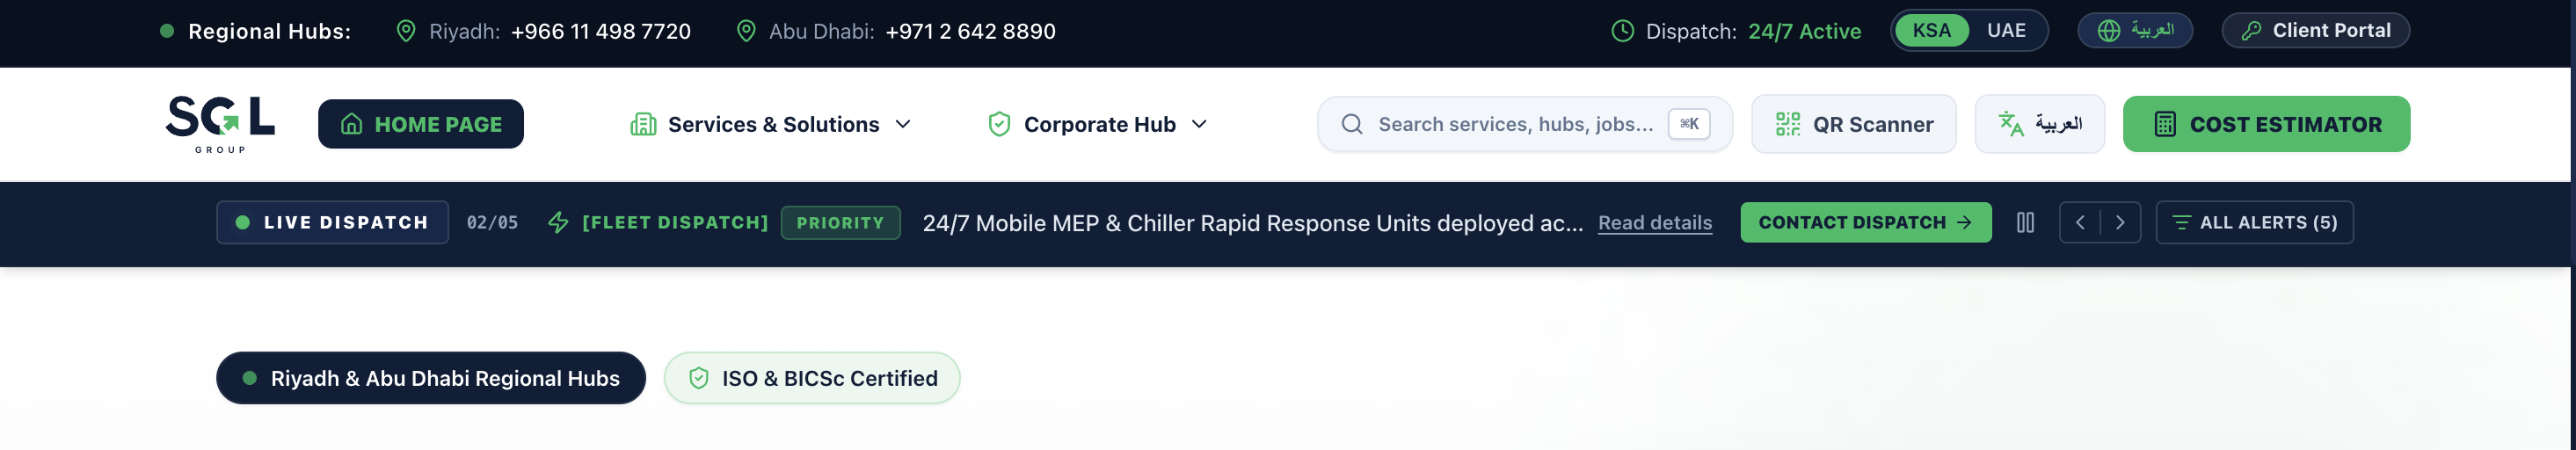 Regional Hubs: Riyadh: +966 11 498 7720 Abu Dhabi: +971 2 642 8890 Dispatch: 24/7 Active KSA UAE العربية Client Portal
SGL GROUP HOME PAGE Services & Solutions Corporate Hub Search services, hubs, jobs... ⌘K QR Scanner العربية COST ESTIMATOR
LIVE DISPATCH 02/05 [FLEET DISPATCH] PRIORITY 24/7 Mobile MEP & Chiller Rapid Response Units deployed ac... Read details CONTACT DISPATCH → ALL ALERTS (5)
Riyadh & Abu Dhabi Regional Hubs ISO & BICSc Certified